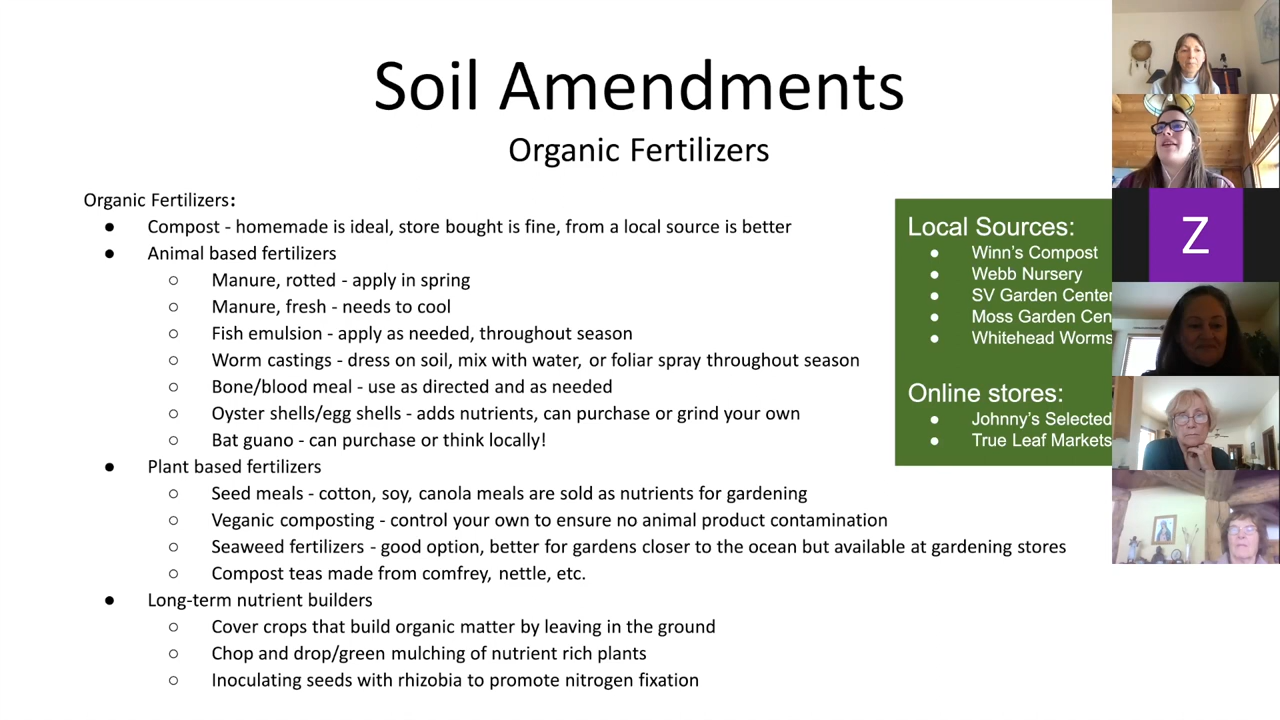 Soil Amendments
Organic Fertilizers
Organic Fertilizers:
● Compost - homemade is ideal, store bought is fine, from a local source is better
● Animal based fertilizers
○ Manure, rotted - apply in spring
○ Manure, fresh - needs to cool
○ Fish emulsion - apply as needed, throughout season
○ Worm castings - dress on soil, mix with water, or foliar spray throughout season
○ Bone/blood meal - use as directed and as needed
○ Oyster shells/egg shells - adds nutrients, can purchase or grind your own
○ Bat guano - can purchase or think locally!
● Plant based fertilizers
○ Seed meals - cotton, soy, canola meals are sold as nutrients for gardening
○ Veganic composting - control your own to ensure no animal product contamination
○ Seaweed fertilizers - good option, better for gardens closer to the ocean but available at gardening stores
○ Compost teas made from comfrey, nettle, etc.
● Long-term nutrient builders
○ Cover crops that build organic matter by leaving in the ground
○ Chop and drop/green mulching of nutrient rich plants
○ Inoculating seeds with rhizobia to promote nitrogen fixation
Local Sources:
● Winn's Compost
● Webb Nursery
● SV Garden Center
● Moss Garden Cen
● Whitehead Worms
Online stores:
● Johnny's Selected
● True Leaf Markets
Z